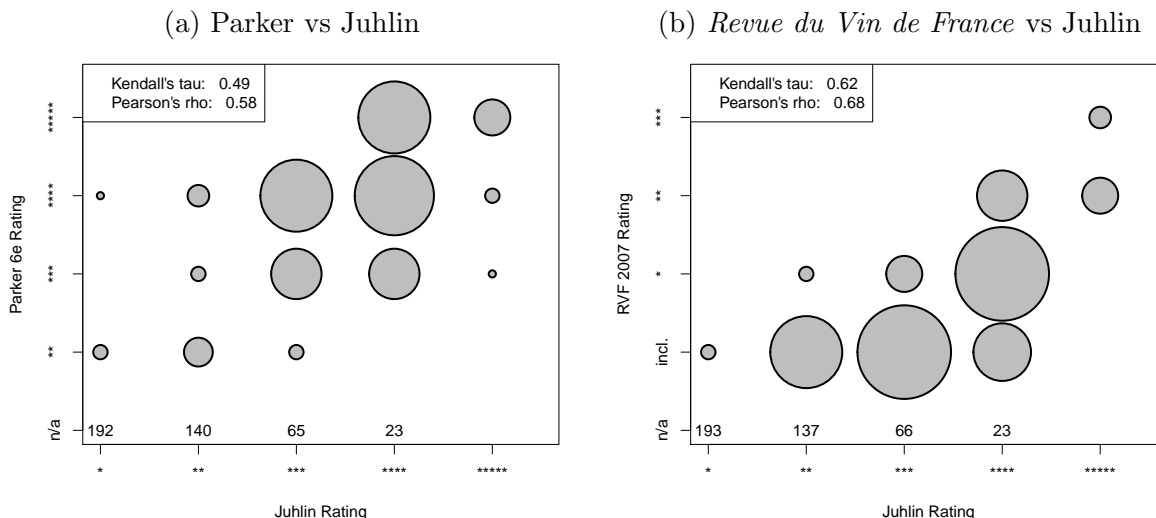 (a) Parker vs Juhlin
Kendall's tau: 0.49
Pearson's rho: 0.58
Parker 6e Rating
*****
****
***
**
n/a
192 140 65 23
* ** *** **** *****
Juhlin Rating
(b) Revue du Vin de France vs Juhlin
Kendall's tau: 0.62
Pearson's rho: 0.68
RVF 2007 Rating
***
**
*
incl.
n/a
193 137 66 23
* ** *** **** *****
Juhlin Rating